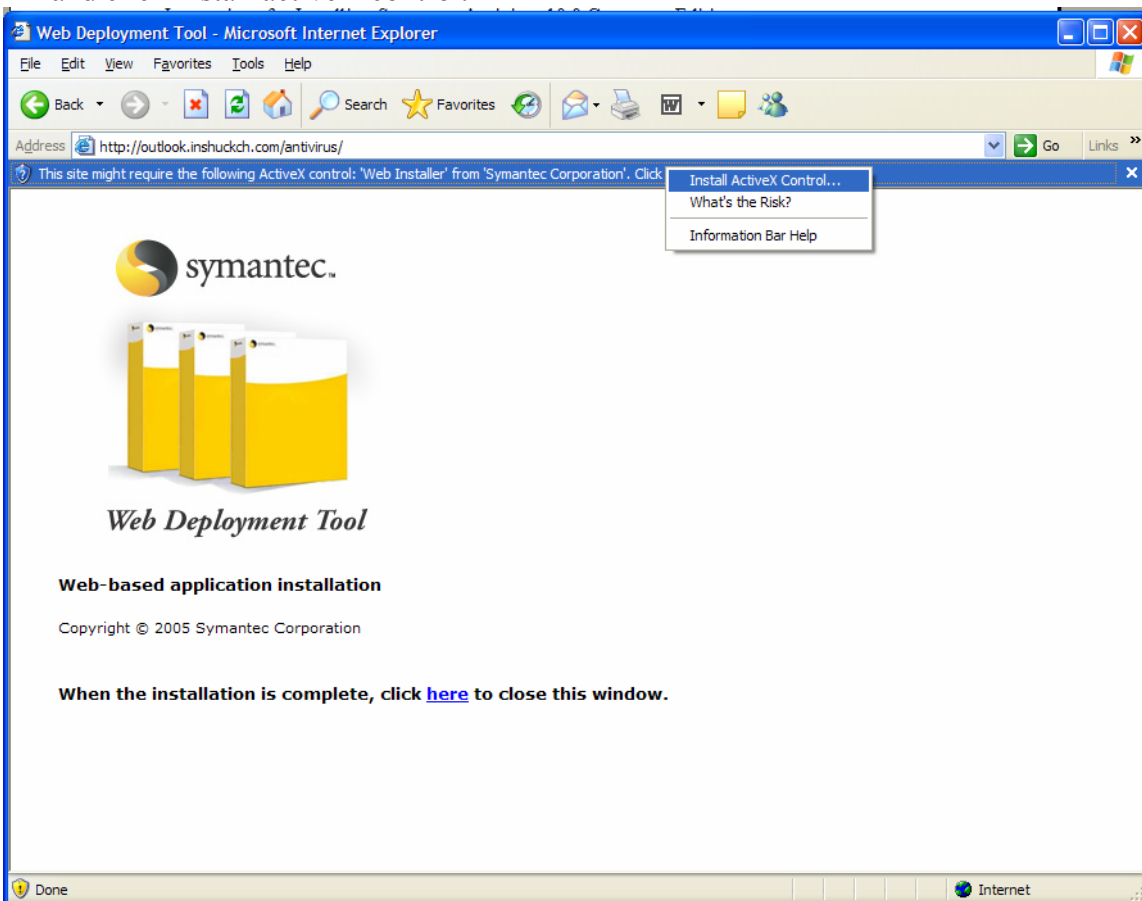 Web Deployment Tool - Microsoft Internet Explorer
File Edit View Favorites Tools Help
Back Search Favorites
Address http://outlook.inshuckch.com/antivirus/ Go Links »
This site might require the following ActiveX control: 'Web Installer' from 'Symantec Corporation'. Click
Install ActiveX Control...
What's the Risk?
Information Bar Help
symantec.™
Web Deployment Tool
Web-based application installation
Copyright © 2005 Symantec Corporation
When the installation is complete, click here to close this window.
Done Internet